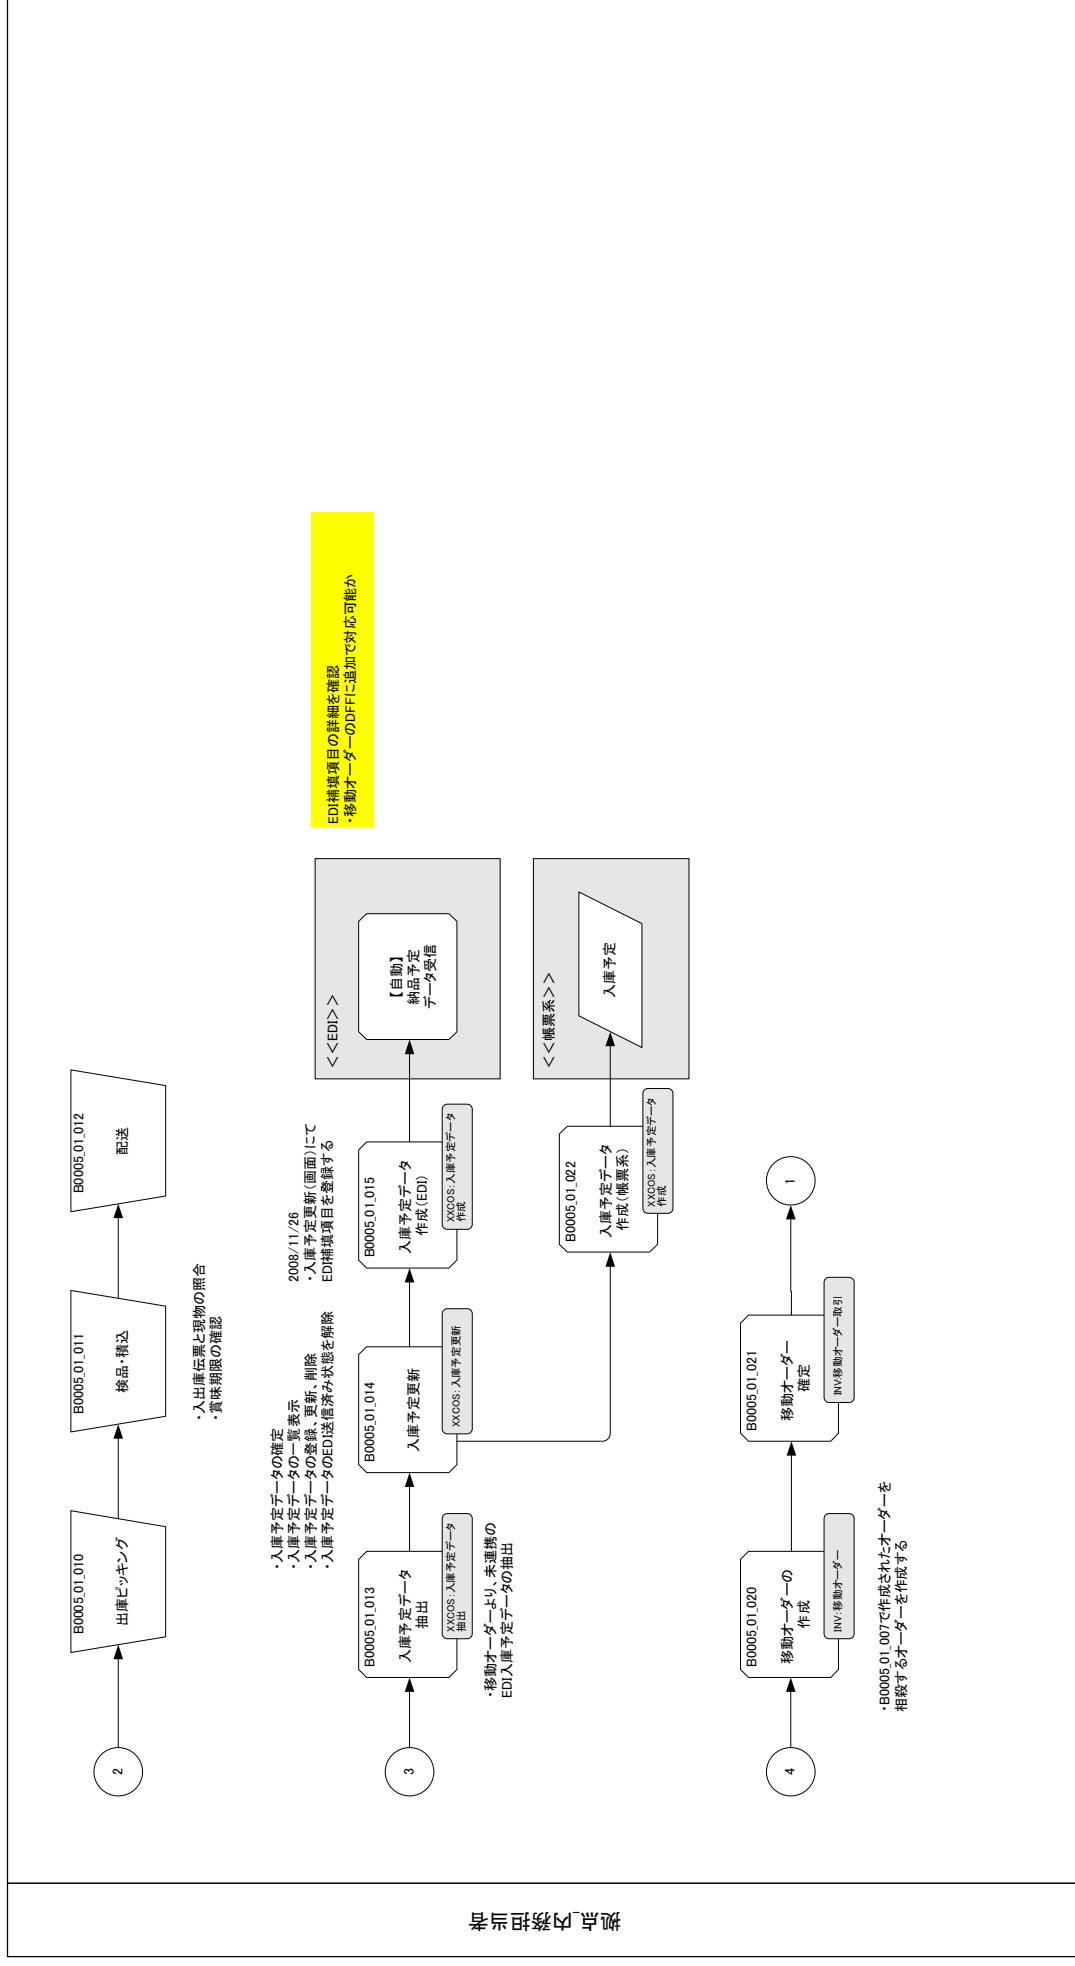 拠点_内務担当者
2
B0005_01_010
出庫ピッキング
B0005_01_011
検品・積込
・入出庫伝票と現物の照合
・賞味期限の確認
B0005_01_012
配送
3
B0005_01_013
入庫予定データ
抽出
XXCOS:入庫予定データ
抽出
・移動オーダーより、未連携の
EDI入庫予定データの抽出
・入庫予定データの確定
・入庫予定データの一覧表示
・入庫予定データの登録、更新、削除
・入庫予定データのEDI送信済み状態を解除
B0005_01_014
入庫予定更新
XXCOS:入庫予定更新
2008/11/26
・入庫予定更新(画面)にて
EDI補填項目を登録する
B0005_01_015
入庫予定データ
作成(EDI)
XXCOS:入庫予定データ
作成
<<EDI>>
【自動】
納品予定
データ受信
EDI補填項目の詳細を確認
・移動オーダーのDFFに追加で対応可能か
B0005_01_022
入庫予定データ
作成(帳票系)
XXCOS:入庫予定データ
作成
<<帳票系>>
入庫予定
4
B0005_01_020
移動オーダーの
作成
INV:移動オーダー
・B0005_01_007で作成されたオーダーを
相殺するオーダーを作成する
B0005_01_021
移動オーダー
確定
INV:移動オーダー取引
1